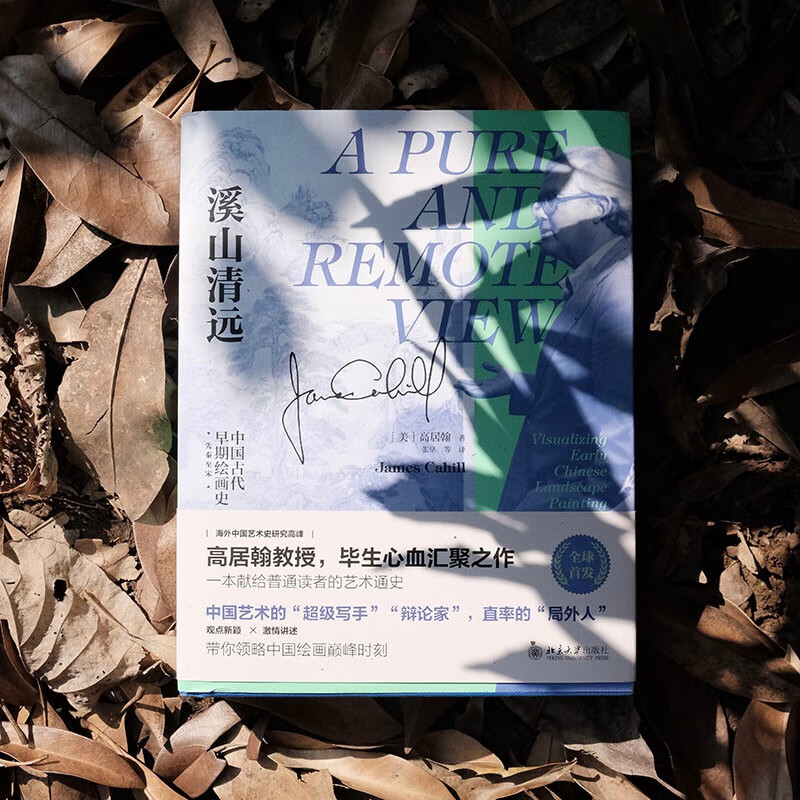 A PURE
AND
REMOTE
VIEW
溪山清远
James Cahill
中国古代
早期绘画史
·先秦至宋·
[美] 高居翰 著
张坚 等 译
James Cahill
Visualizing
Early
Chinese
Landscape
Painting
海外中国艺术史研究高峰
高居翰教授，毕生心血汇聚之作
一本献给普通读者的艺术通史
全球
首发
中国艺术的“超级写手”“辩论家”，直率的“局外人”
观点新颖 × 激情讲述
带你领略中国绘画巅峰时刻
北京大学出版社
PEKING UNIVERSITY PRESS